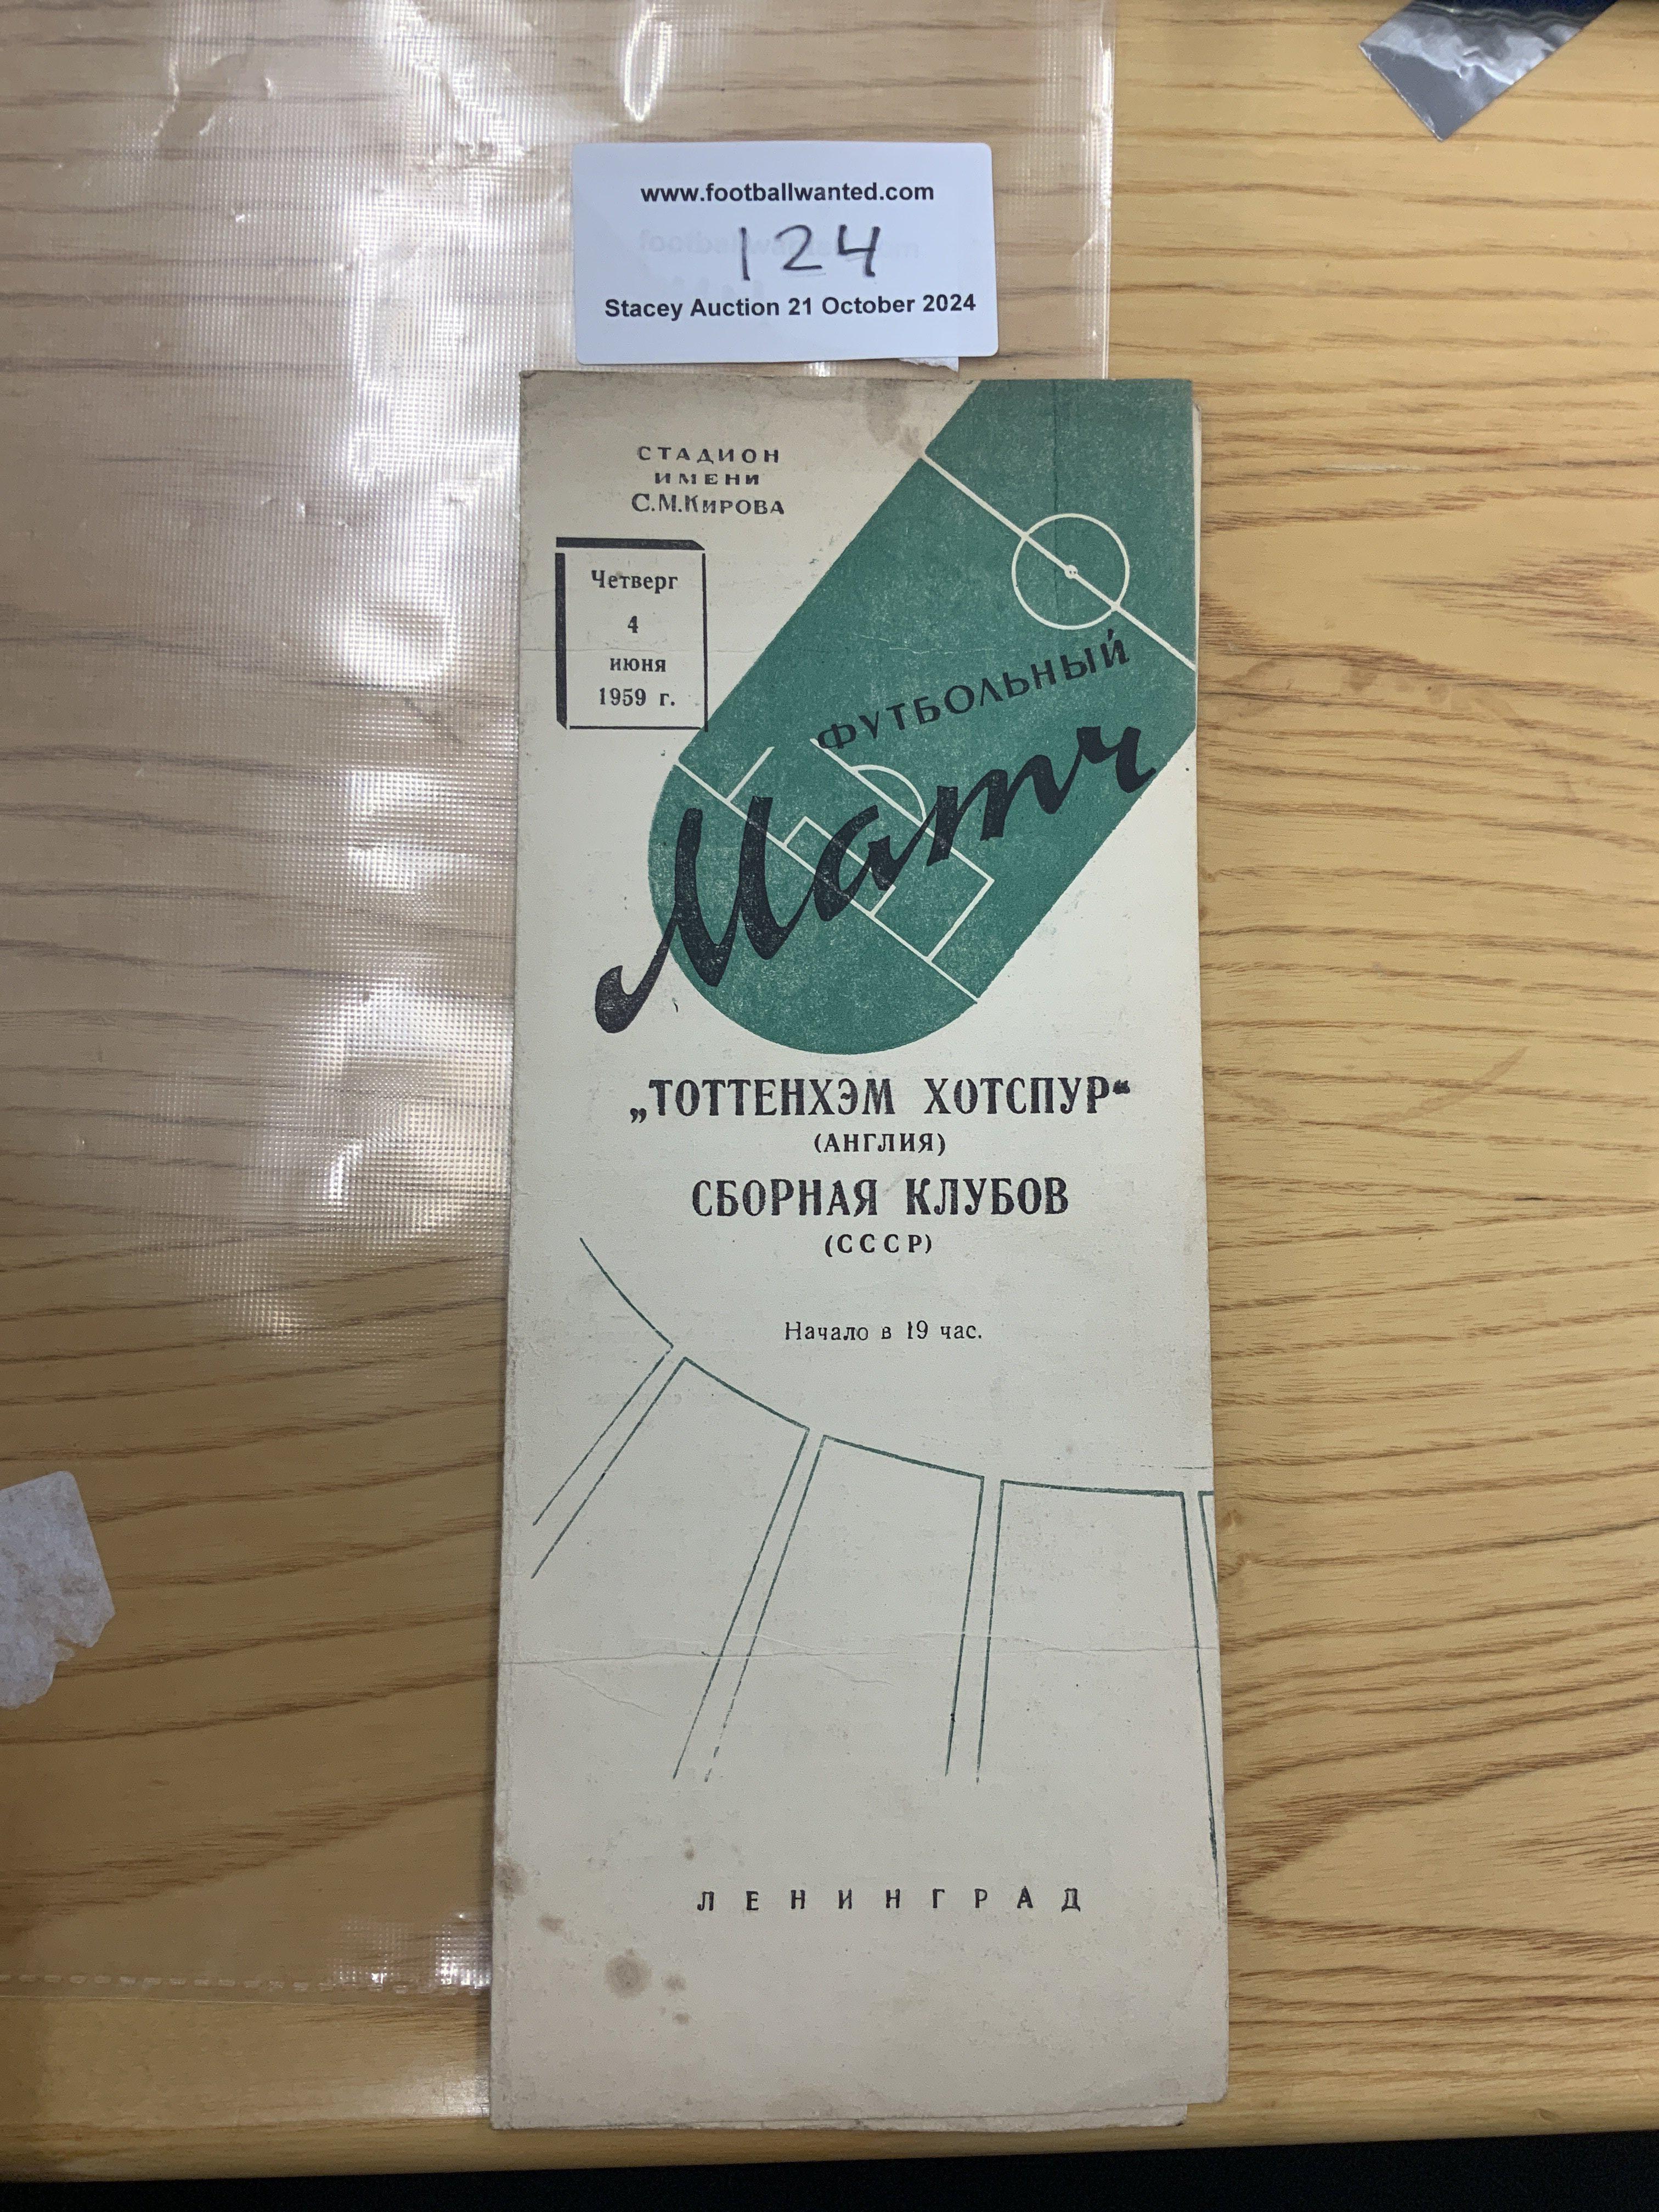 www.footballwanted.com
124
Stacey Auction 21 October 2024
СТАДИОН
ИМЕНИ
С.М.КИРОВА
Четверг
4
июня
1959 г.
ФУТБОЛЬНЫЙ
Матч
„ТОТТЕНХЭМ ХОТСПУР“
(АНГЛИЯ)
СБОРНАЯ КЛУБОВ
(СССР)
Начало в 19 час.
ЛЕНИНГРАД